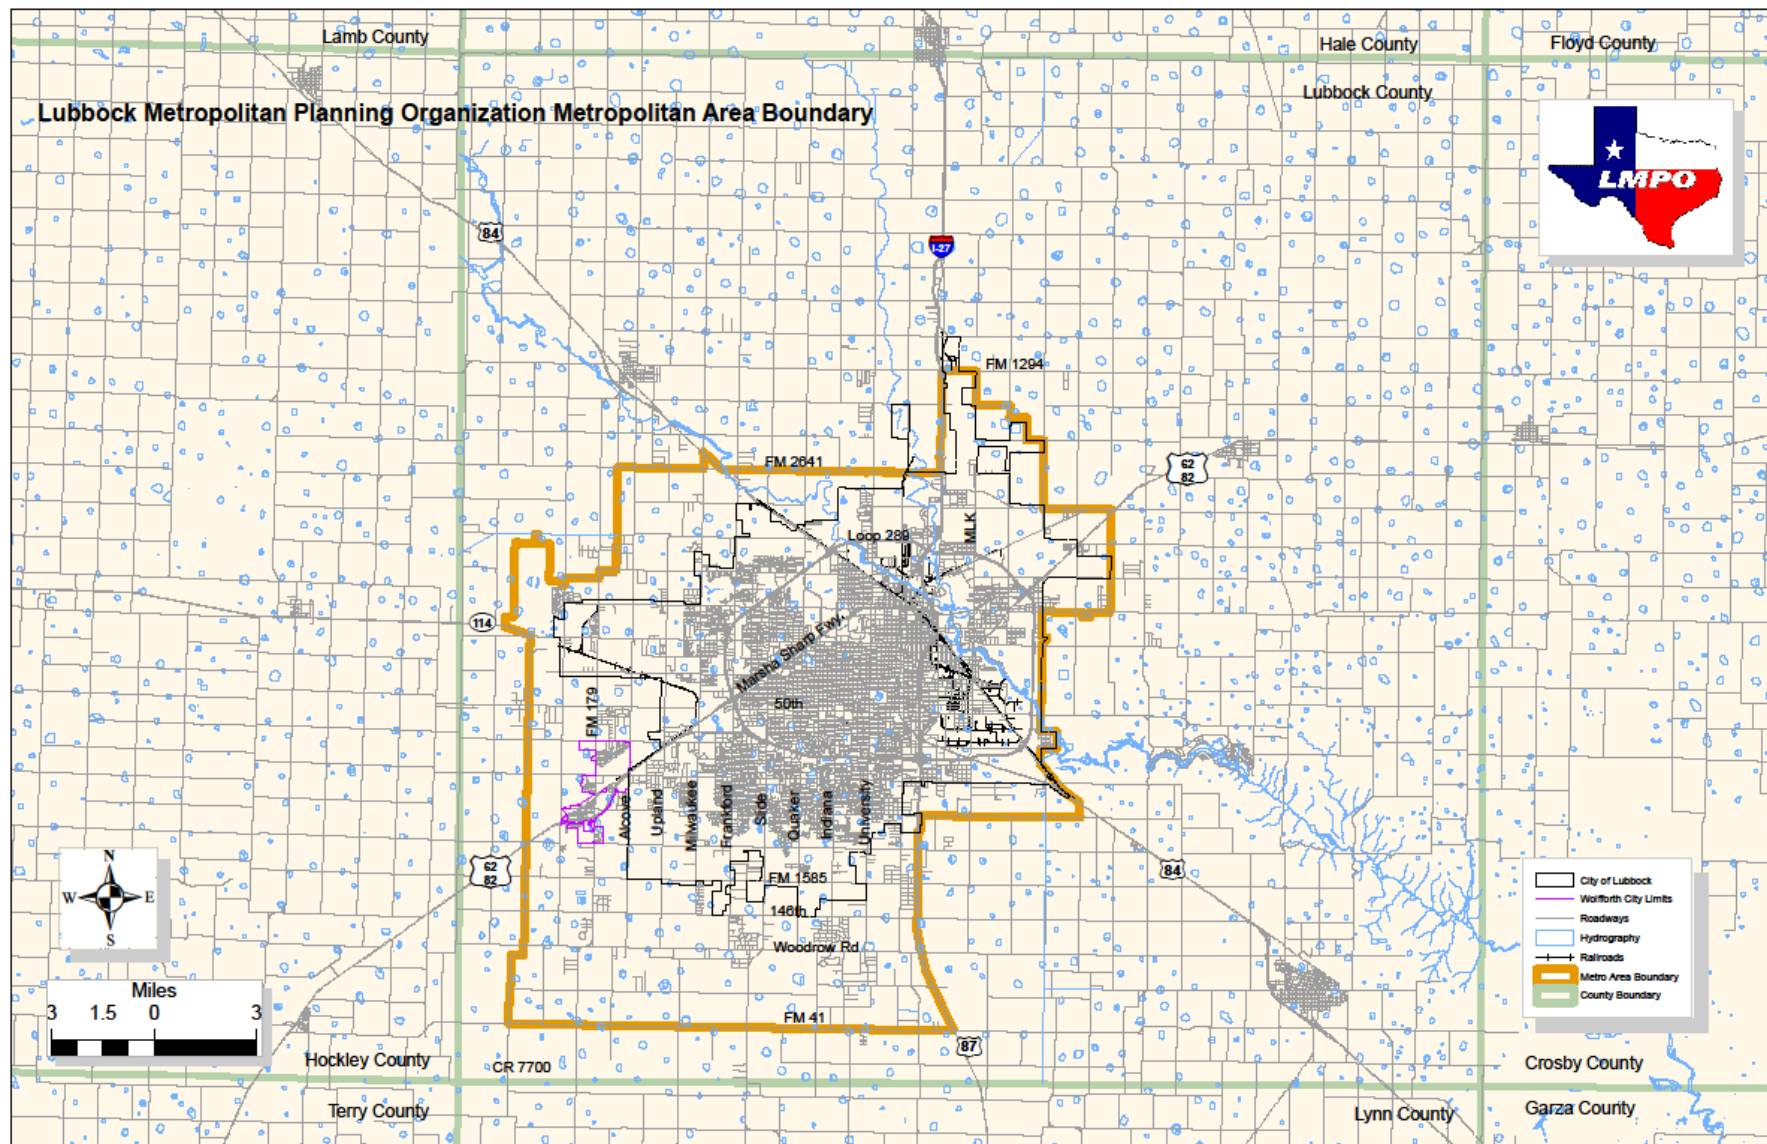 Lamb County
Hale County
Floyd County
Lubbock County
Lubbock Metropolitan Planning Organization Metropolitan Area Boundary
LMPO
84
I-27
FM 1294
FM 2641
62
82
Loop 289
MLK
114
Marsha Sharp Fwy.
FM 179
50th
Alcove
Upland
Milwaukee
Frankford
Slide
Quaker
Indiana
University
62
82
84
FM 1585
146th
Woodrow Rd
N
W
E
S
City of Lubbock
Wolfforth City Limits
Roadways
Hydrography
Railroads
Metro Area Boundary
County Boundary
Miles
3 1.5 0 3
FM 41
87
Hockley County
CR 7700
Crosby County
Terry County
Lynn County
Garza County